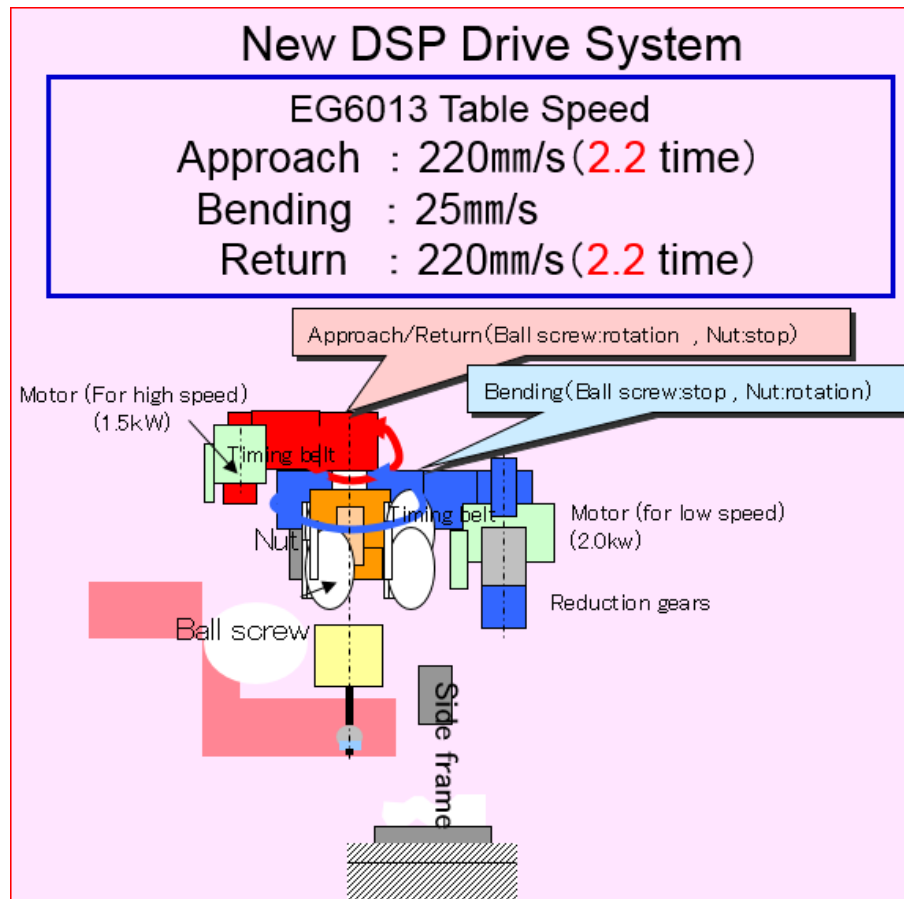 New DSP Drive System
EG6013 Table Speed
Approach : 220㎜/s(2.2 time)
Bending : 25㎜/s
Return : 220㎜/s(2.2 time)
Approach/Return(Ball screw:rotation , Nut:stop)
Bending(Ball screw:stop , Nut:rotation)
Motor (For high speed)
(1.5kW)
Timing belt
Timing belt
Motor (for low speed)
(2.0kw)
Nut
Reduction gears
Ball screw
Side frame